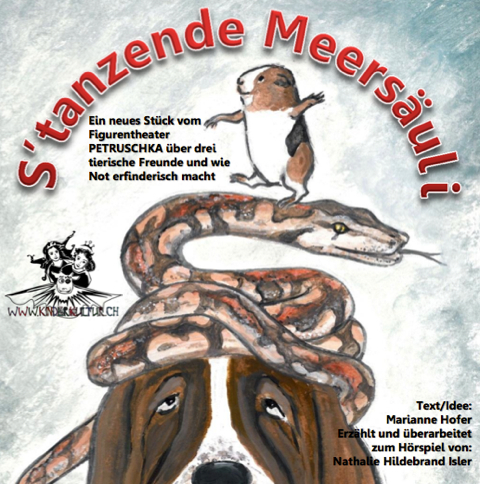 S'tanzende Meersäuli
Ein neues Stück vom
Figurentheater
PETRUSCHKA über drei
tierische Freunde und wie
Not erfinderisch macht
WWW.KINDERKULTUR.CH
Text/Idee:
Marianne Hofer
Erzählt und überarbeitet
zum Hörspiel von:
Nathalie Hildebrand Isler